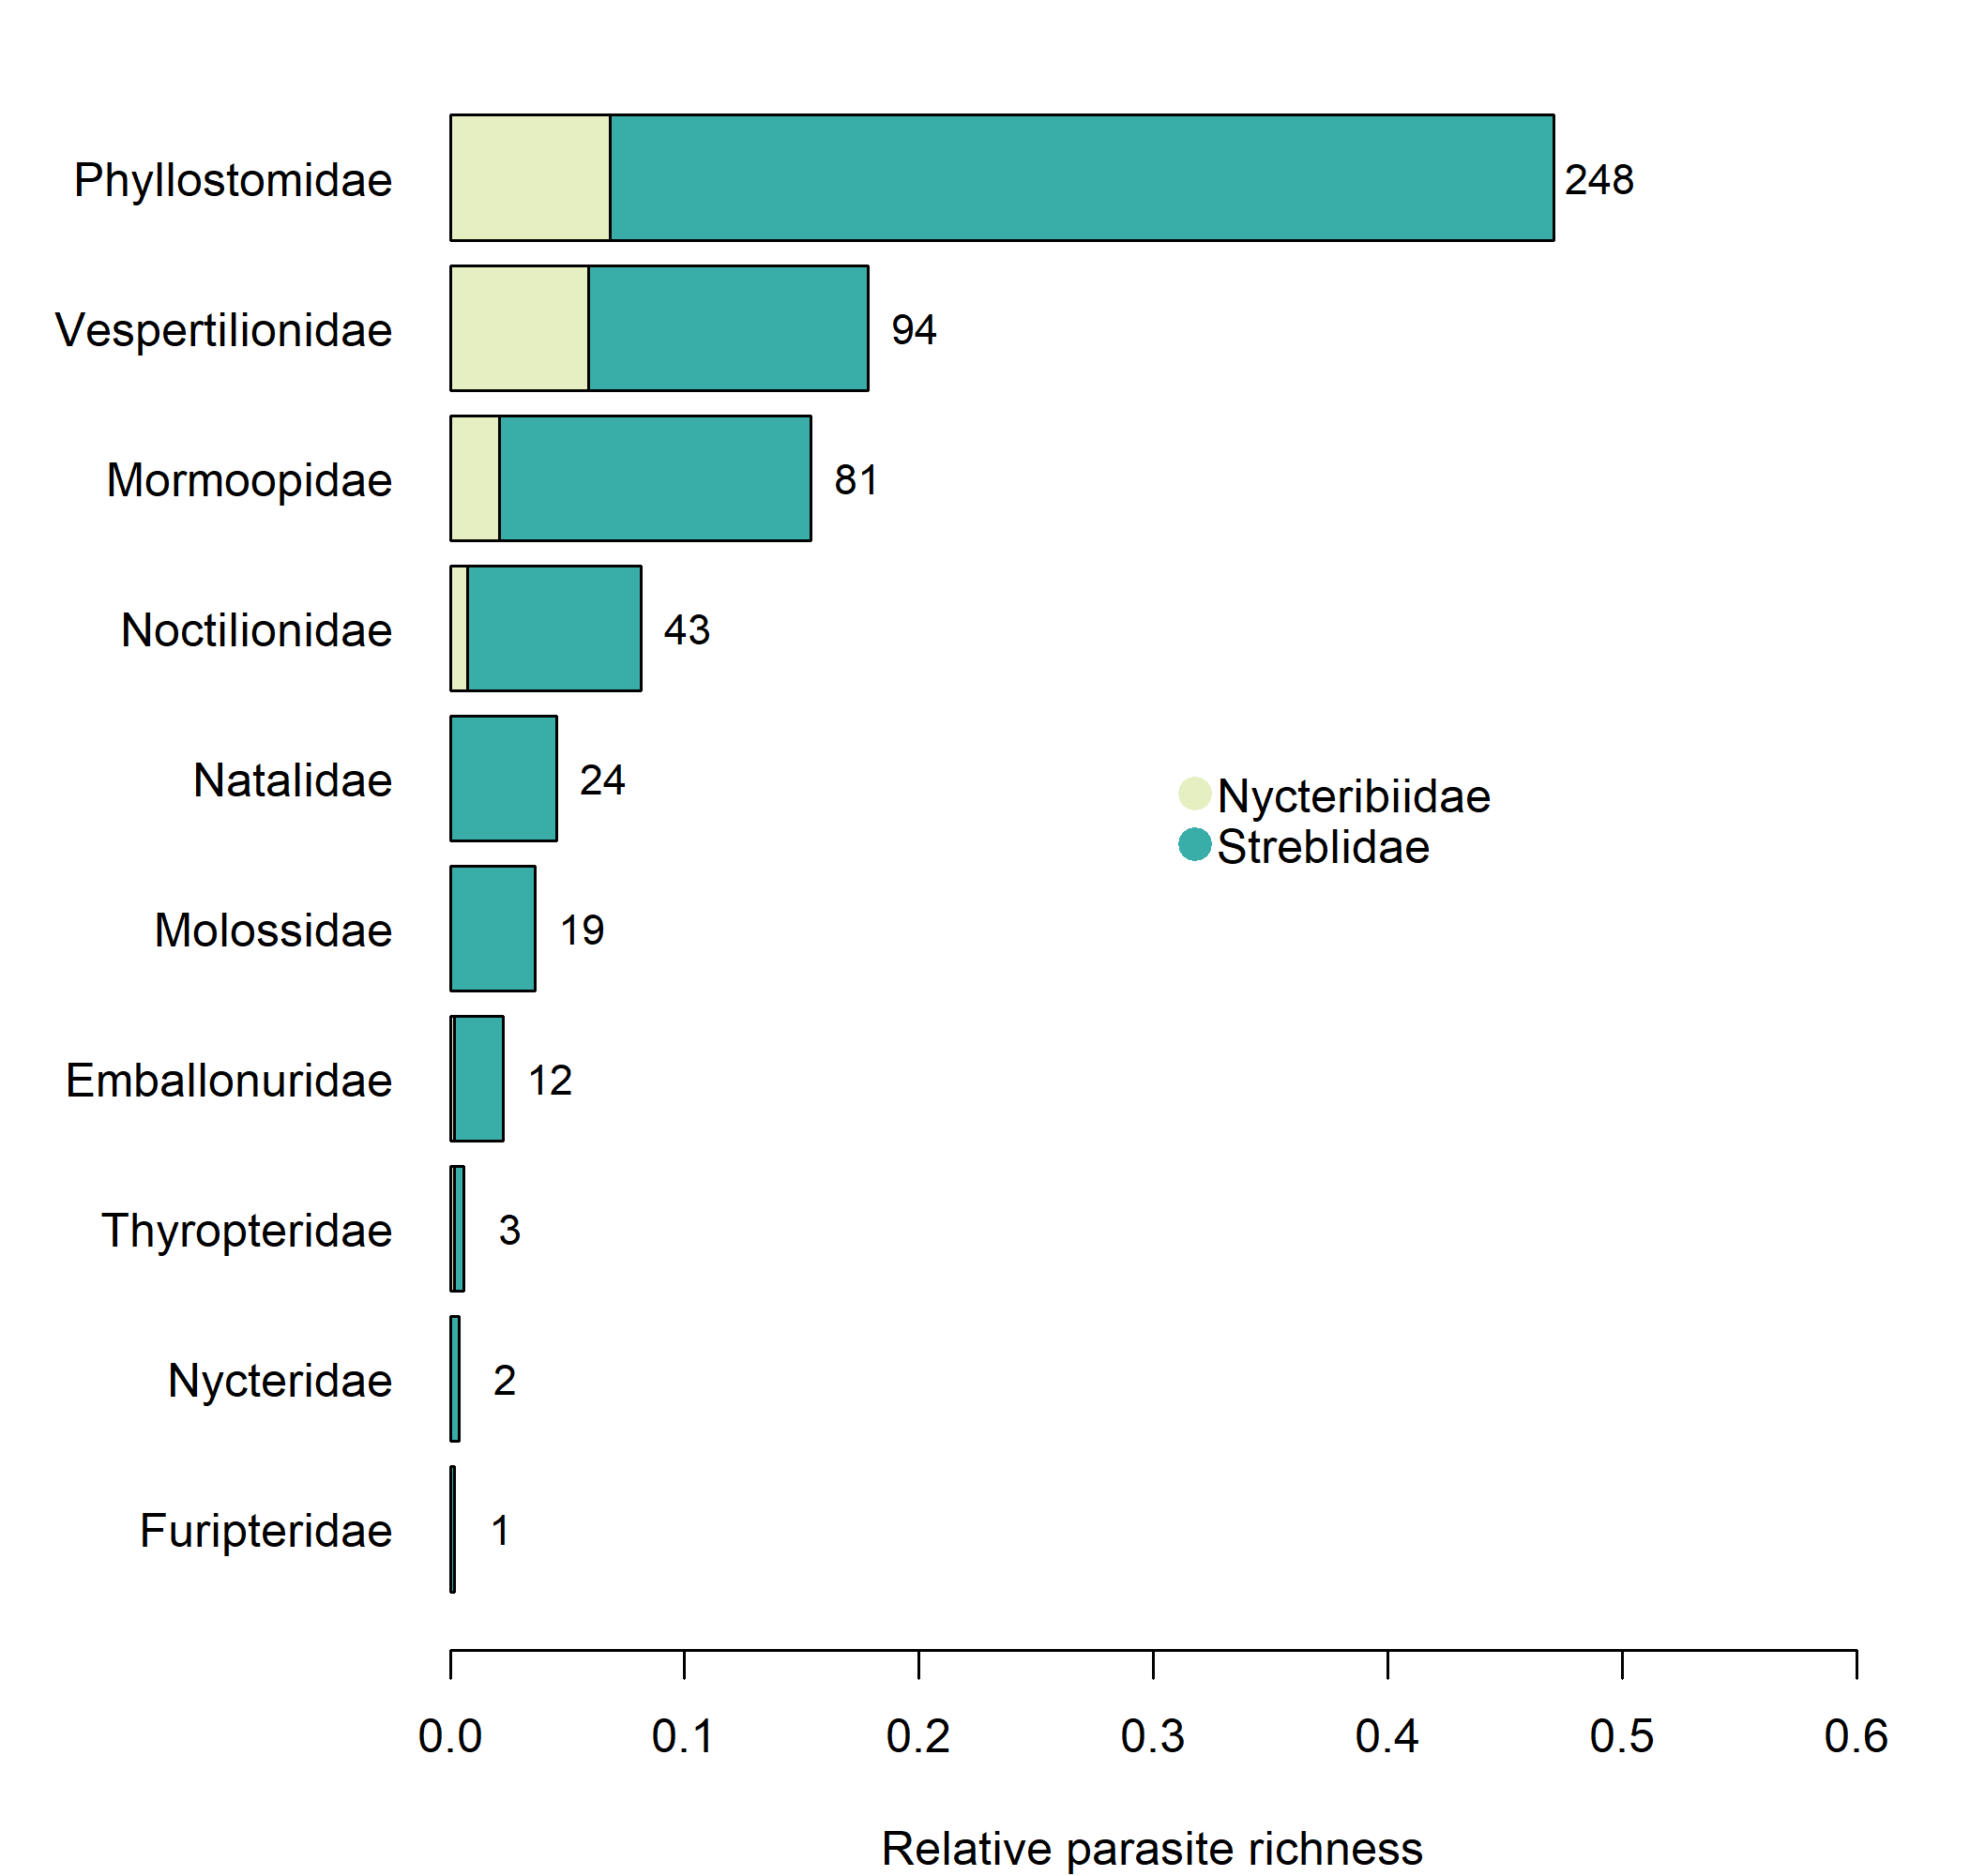 Phyllostomidae 248
Vespertilionidae 94
Mormoopidae 81
Noctilionidae 43
Natalidae 24
Nycteribiidae
Streblidae
Molossidae 19
Emballonuridae 12
Thyropteridae 3
Nycteridae 2
Furipteridae 1
0.0 0.1 0.2 0.3 0.4 0.5 0.6
Relative parasite richness